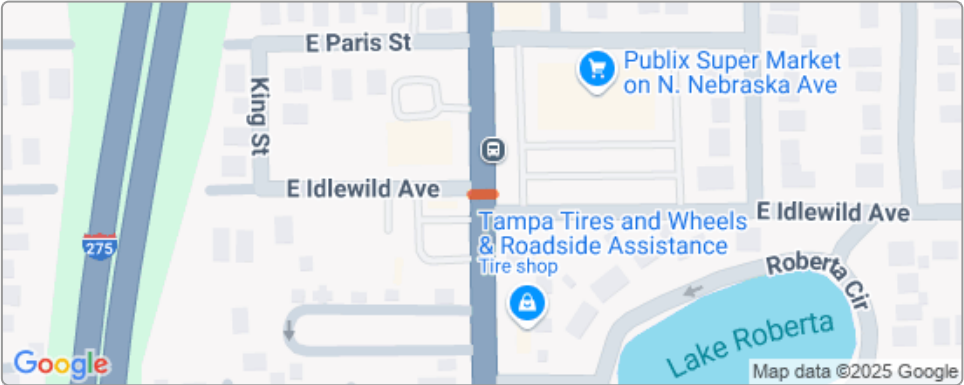 E Paris St
Publix Super Market
on N. Nebraska Ave
King St
E Idlewild Ave
E Idlewild Ave
Tampa Tires and Wheels
& Roadside Assistance
Tire shop
275
Roberta Cir
Lake Roberta
Google
Map data ©2025 Google